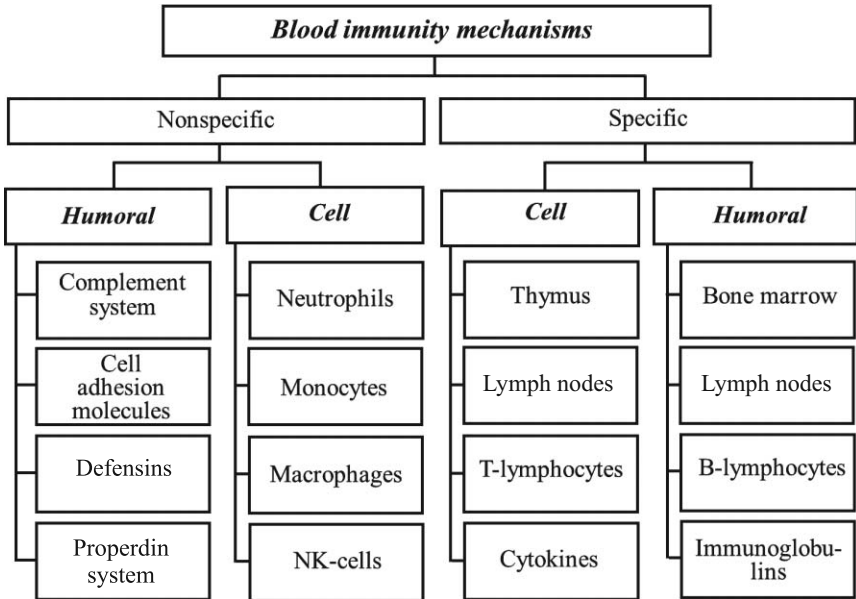 Blood immunity mechanisms
Nonspecific
Specific
Humoral
Cell
Cell
Humoral
Complement
system
Neutrophils
Thymus
Bone marrow
Cell
adhesion
molecules
Monocytes
Lymph nodes
Lymph nodes
Defensins
Macrophages
T-lymphocytes
B-lymphocytes
Properdin
system
NK-cells
Cytokines
Immunoglobu-
lins